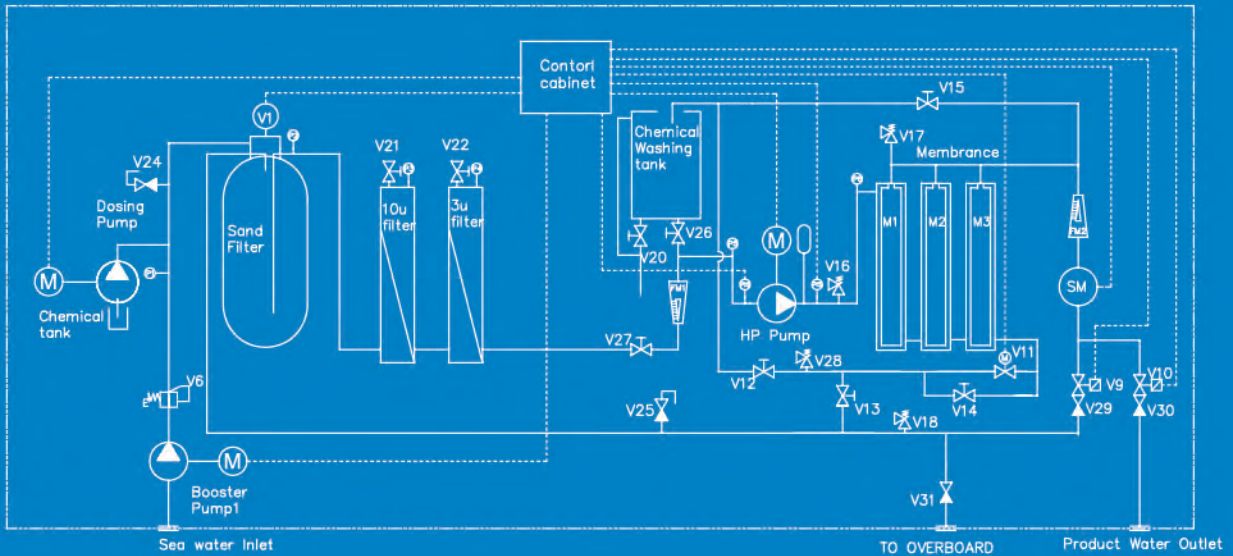 Contorl
cabinet
V1
V21
V22
V24
Dosing
Pump
Sand
Filter
10u
filter
3u
filter
M
Chemical
tank
V6
Booster
Pump1
M
Sea water Inlet
Chemical
Washing
tank
V20
V26
FM1
V27
M
HP Pump
V16
V15
V17
Membrance
M1
M2
M3
FM2
SM
V28
V12
V13
V14
M
V11
V25
V18
V9
V29
V10
V30
V31
TO OVERBOARD
Product Water Outlet